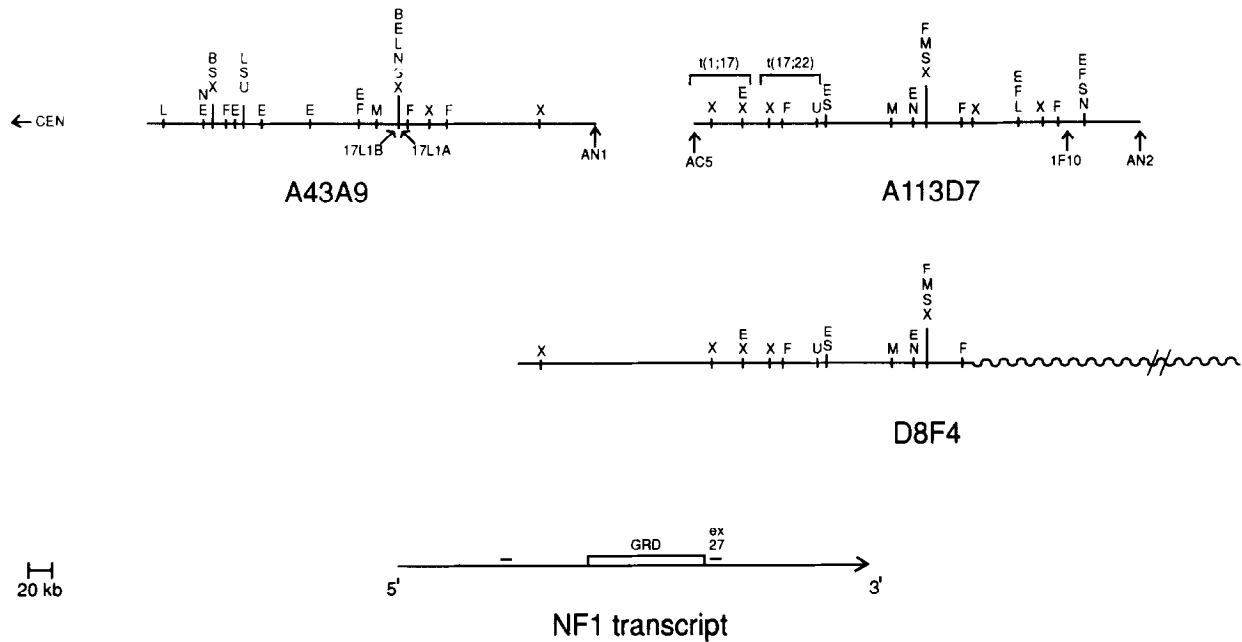 ← CEN
L
N
E
B
S
X
F
E
L
S
U
E
E
E
F
M
B
E
L
N
S
X
F
X
F
X
17L1B
17L1A
AN1
A43A9
t(1;17)
t(17;22)
X
E
X
X
F
U
E
S
M
E
N
F
M
S
X
F
X
E
F
L
X
F
E
F
S
N
AC5
1F10
AN2
A113D7
X
X
E
X
X
F
U
E
S
M
E
N
F
M
S
X
F
D8F4
20 kb
GRD
ex
27
5'
3'
NF1 transcript